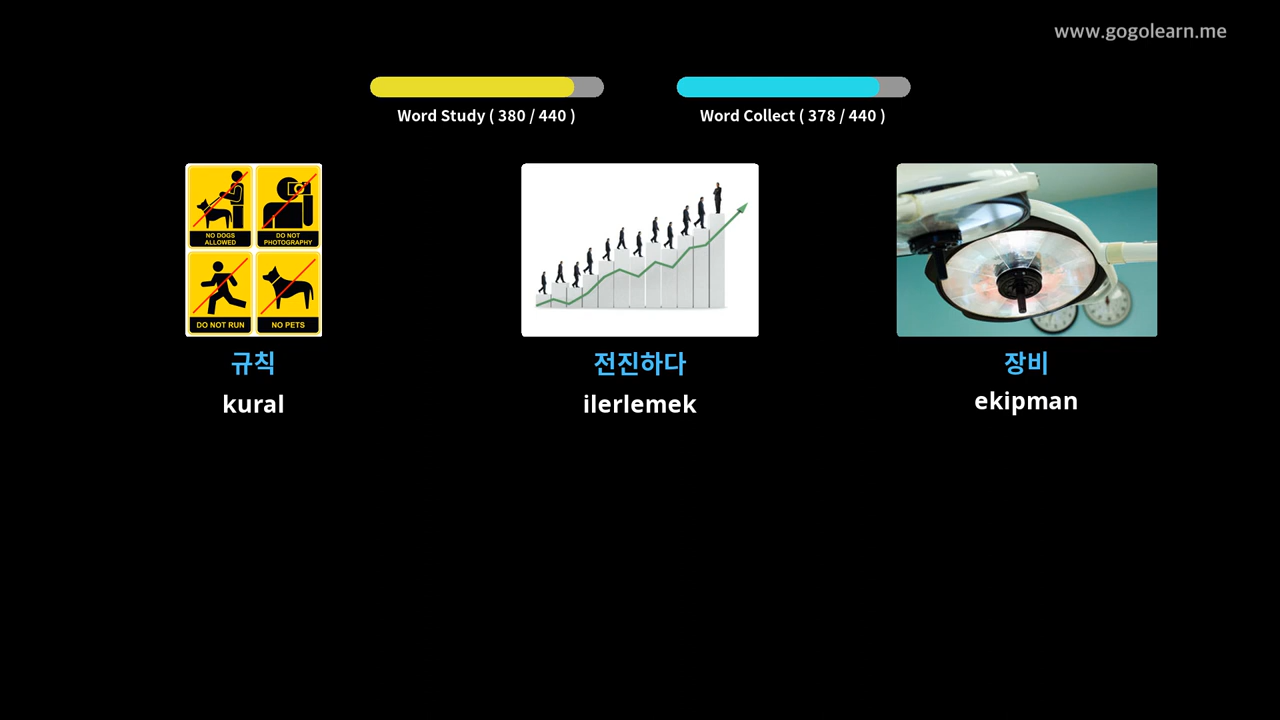 www.gogolearn.me
Word Study ( 380 / 440 )
Word Collect ( 378 / 440 )
NO DOGS
ALLOWED
DO NOT
PHOTOGRAPHY
DO NOT RUN
NO PETS
규칙
전진하다
장비
kural
ilerlemek
ekipman